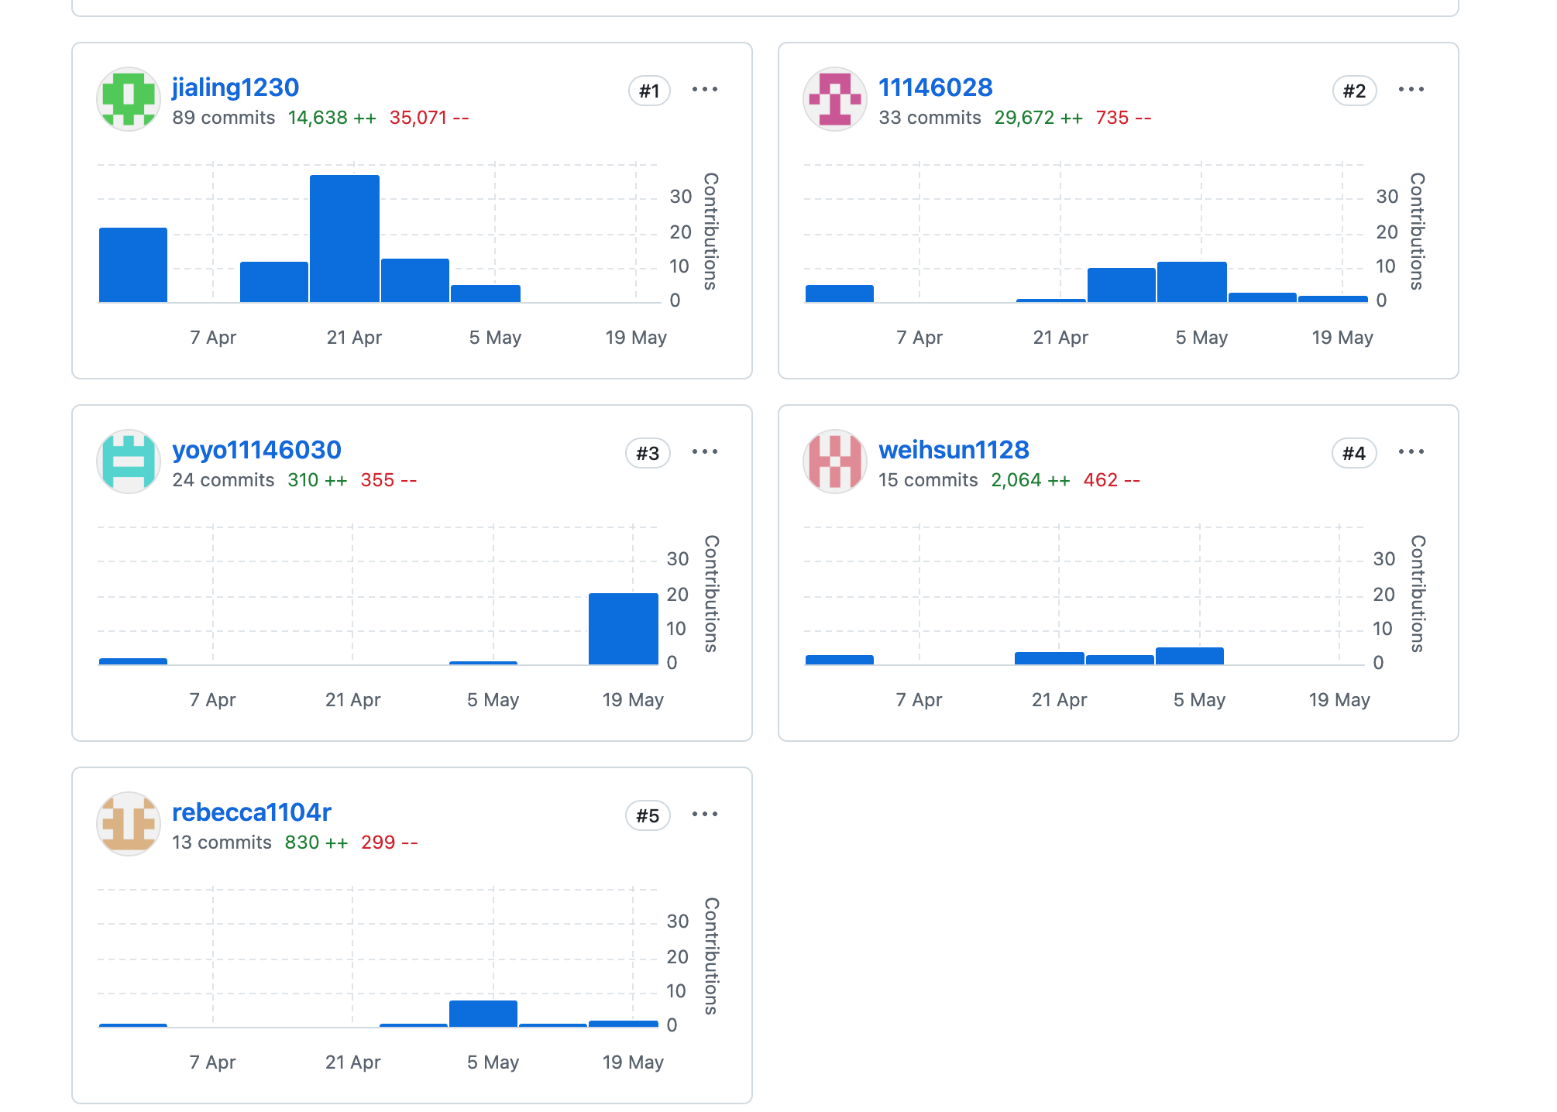 jialing1230
#1
89 commits 14,638 ++ 35,071 --
30
20
10
0
Contributions
7 Apr 21 Apr 5 May 19 May
11146028
#2
33 commits 29,672 ++ 735 --
30
20
10
0
Contributions
7 Apr 21 Apr 5 May 19 May
yoyo11146030
#3
24 commits 310 ++ 355 --
30
20
10
0
Contributions
7 Apr 21 Apr 5 May 19 May
weihsun1128
#4
15 commits 2,064 ++ 462 --
30
20
10
0
Contributions
7 Apr 21 Apr 5 May 19 May
rebecca1104r
#5
13 commits 830 ++ 299 --
30
20
10
0
Contributions
7 Apr 21 Apr 5 May 19 May